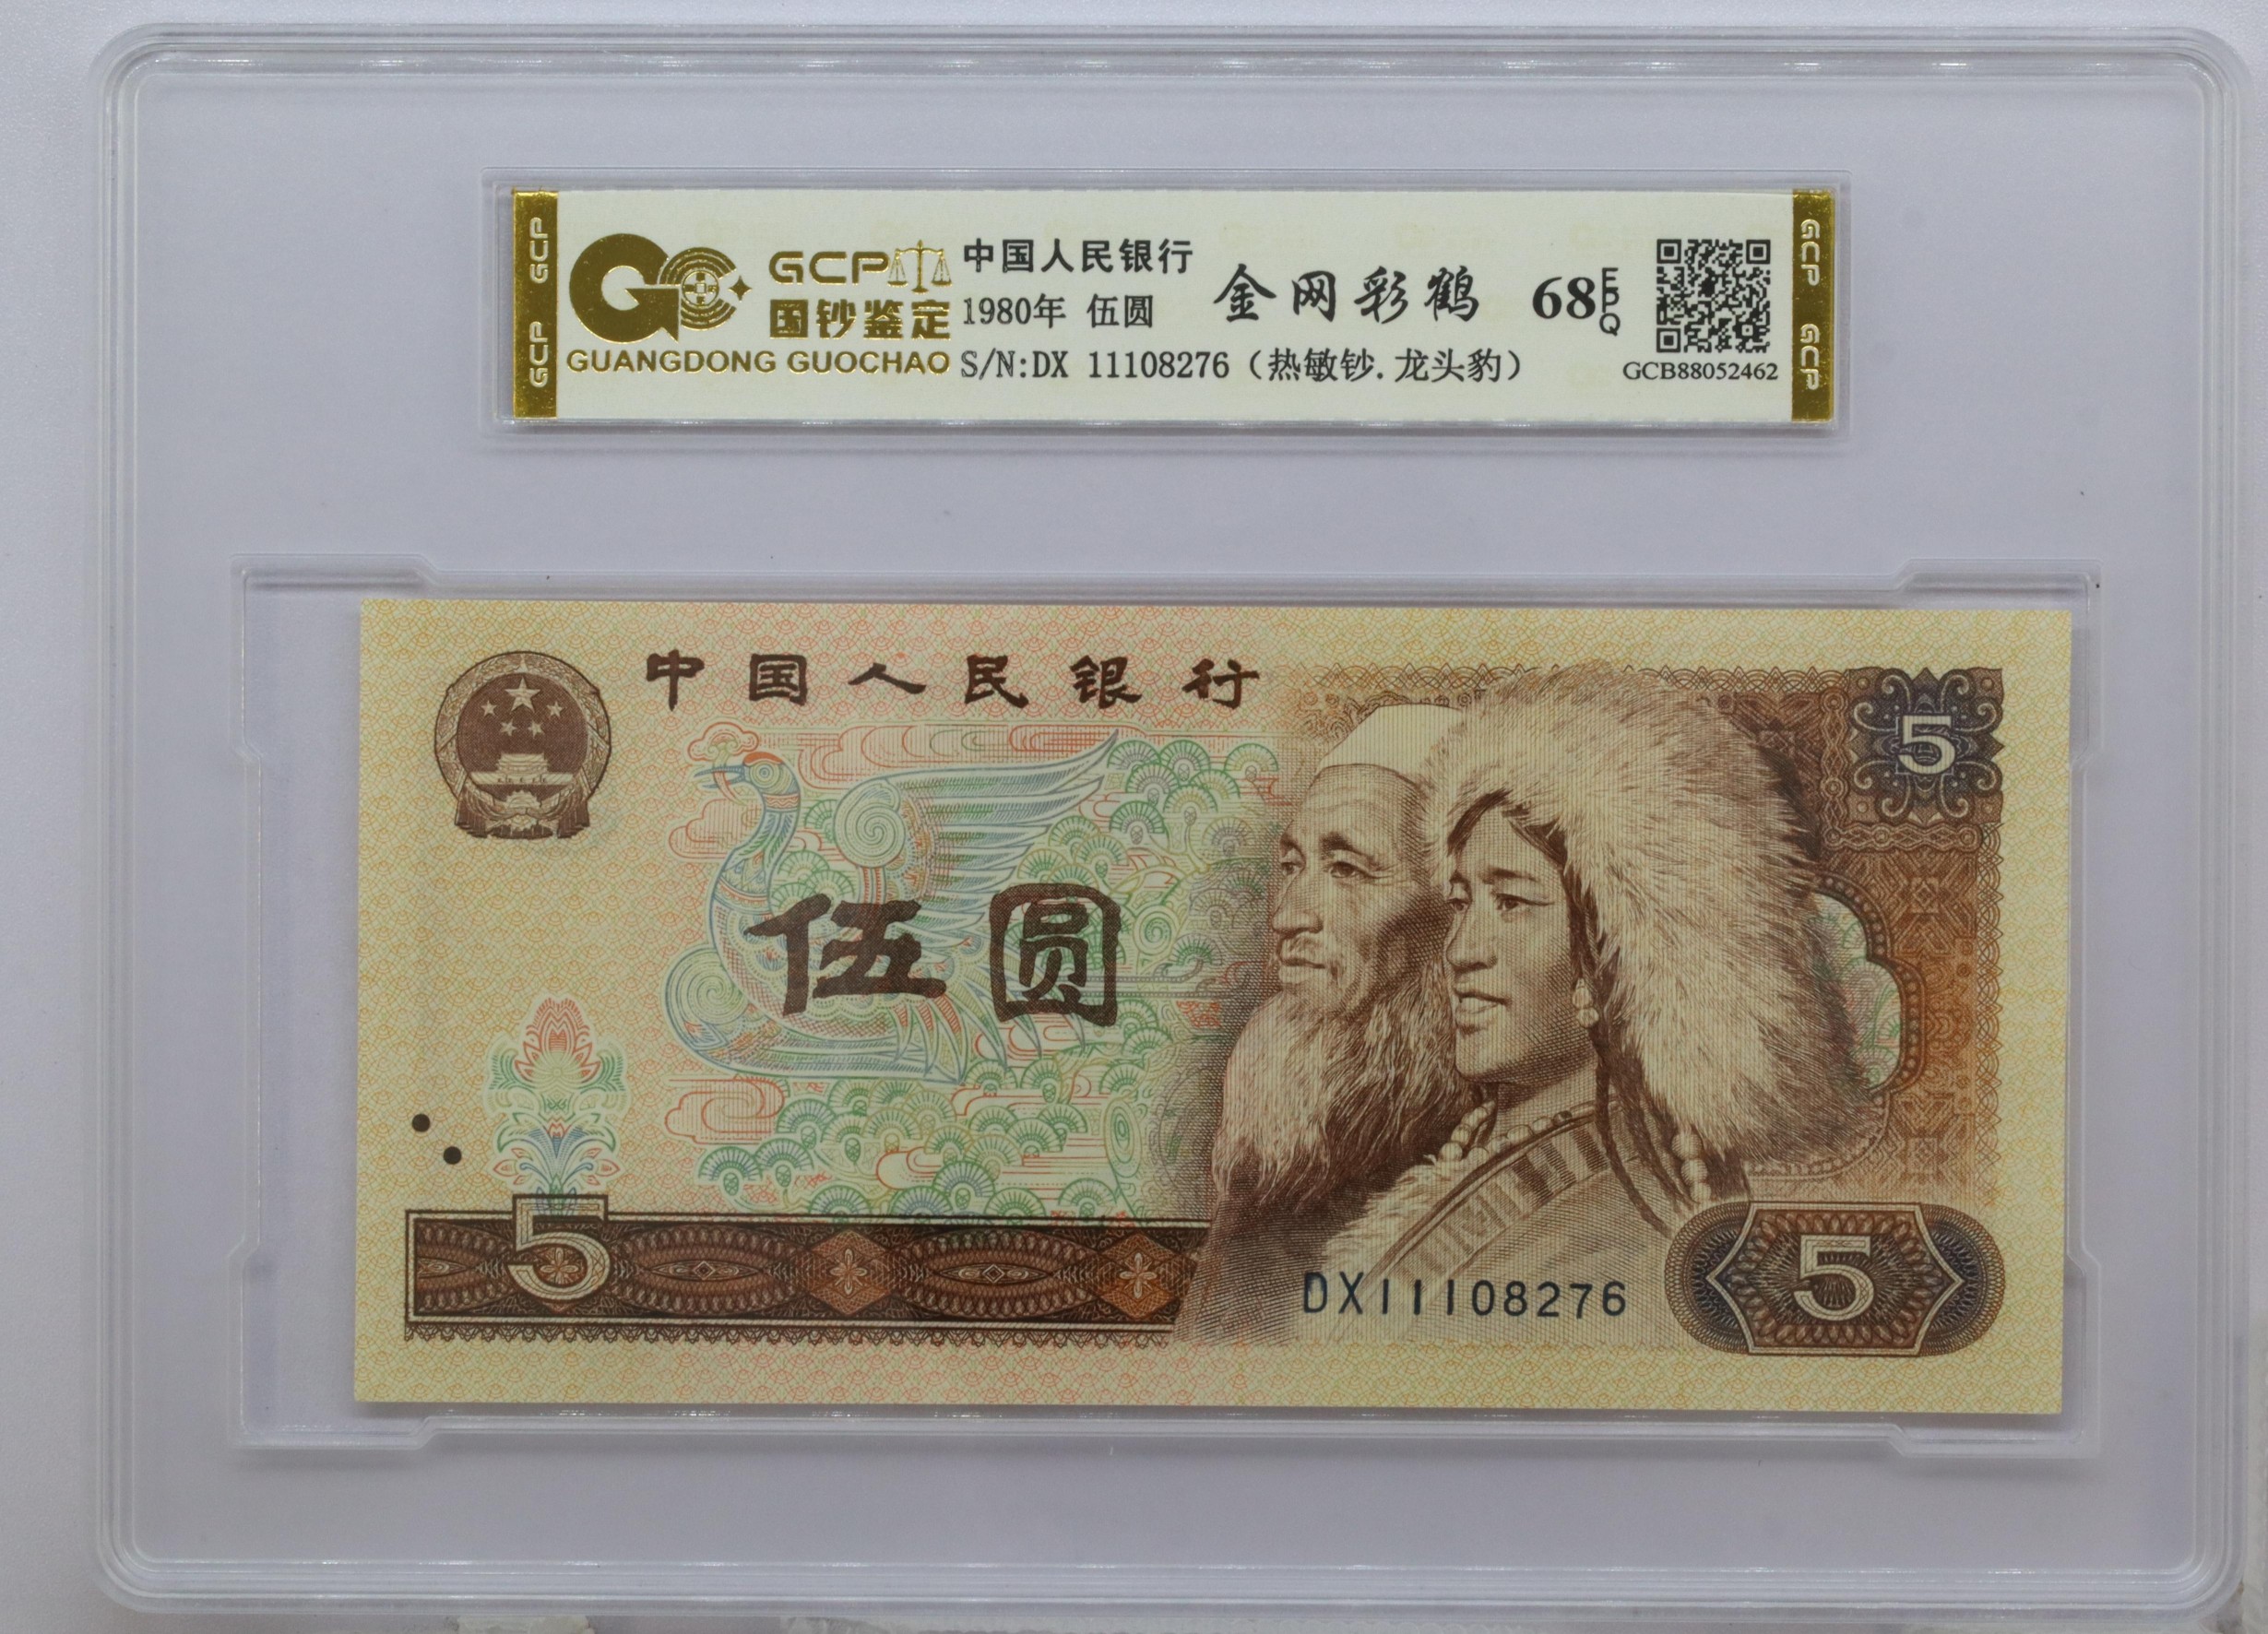 GCP GCP
GCP
国钞鉴定
GUANGDONG GUOCHAO
中国人民银行
1980年 伍圆
S/N:DX 11108276（热敏钞.龙头豹）
金网彩鹤
68 EPQ
GCB88052462
GCP GCP
中国人民银行
5
伍圆
5
DX11108276
5